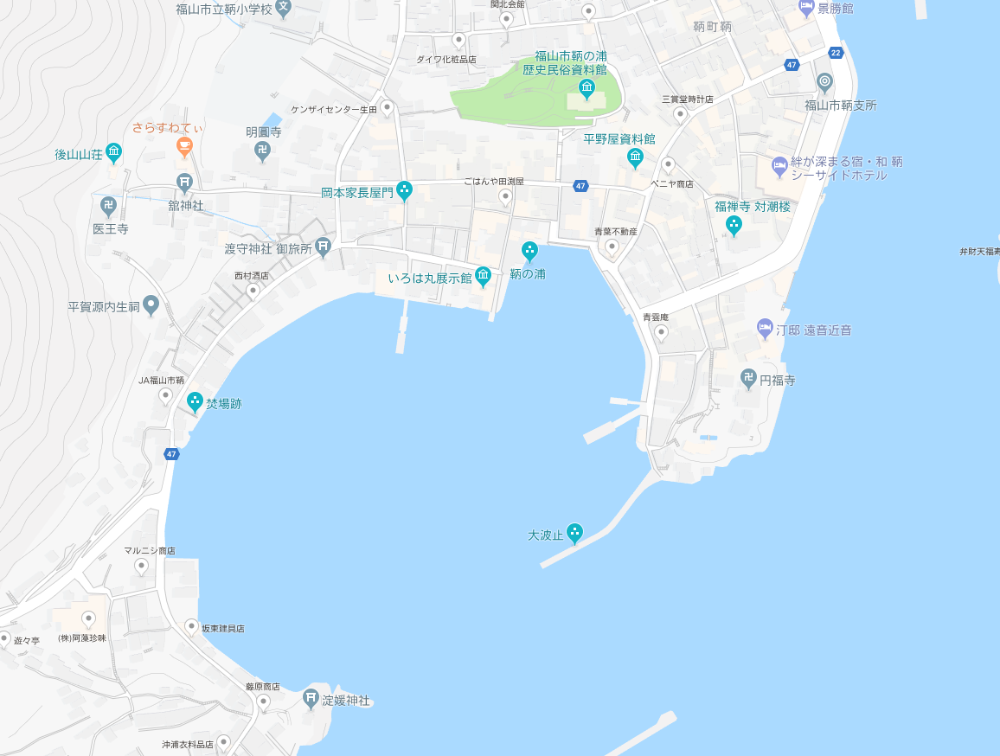 関北会館
福山市立鞆小学校
景勝館
鞆町鞆
ダイワ化粧品店
福山市鞆の浦
歴史民俗資料館
22
47
三賞堂時計店
福山市鞆支所
ケンザイセンター生田
さらすわてぃ
明圓寺
平野屋資料館
後山山荘
絆が深まる宿・和 鞆
シーサイドホテル
ごはんや田渕屋
47
ベニヤ商店
岡本家長屋門
舘神社
福禅寺 対潮楼
医王寺
青葉不動産
渡守神社 御旅所
弁財天福寿
西村酒店
いろは丸展示館
鞆の浦
平賀源内生祠
青雲庵
汀邸 遠音近音
JA福山市鞆
円福寺
焚場跡
47
大波止
マルニシ商店
坂東建具店
(株)阿藻珍味
遊々亭
藤原商店
淀媛神社
沖浦衣料品店